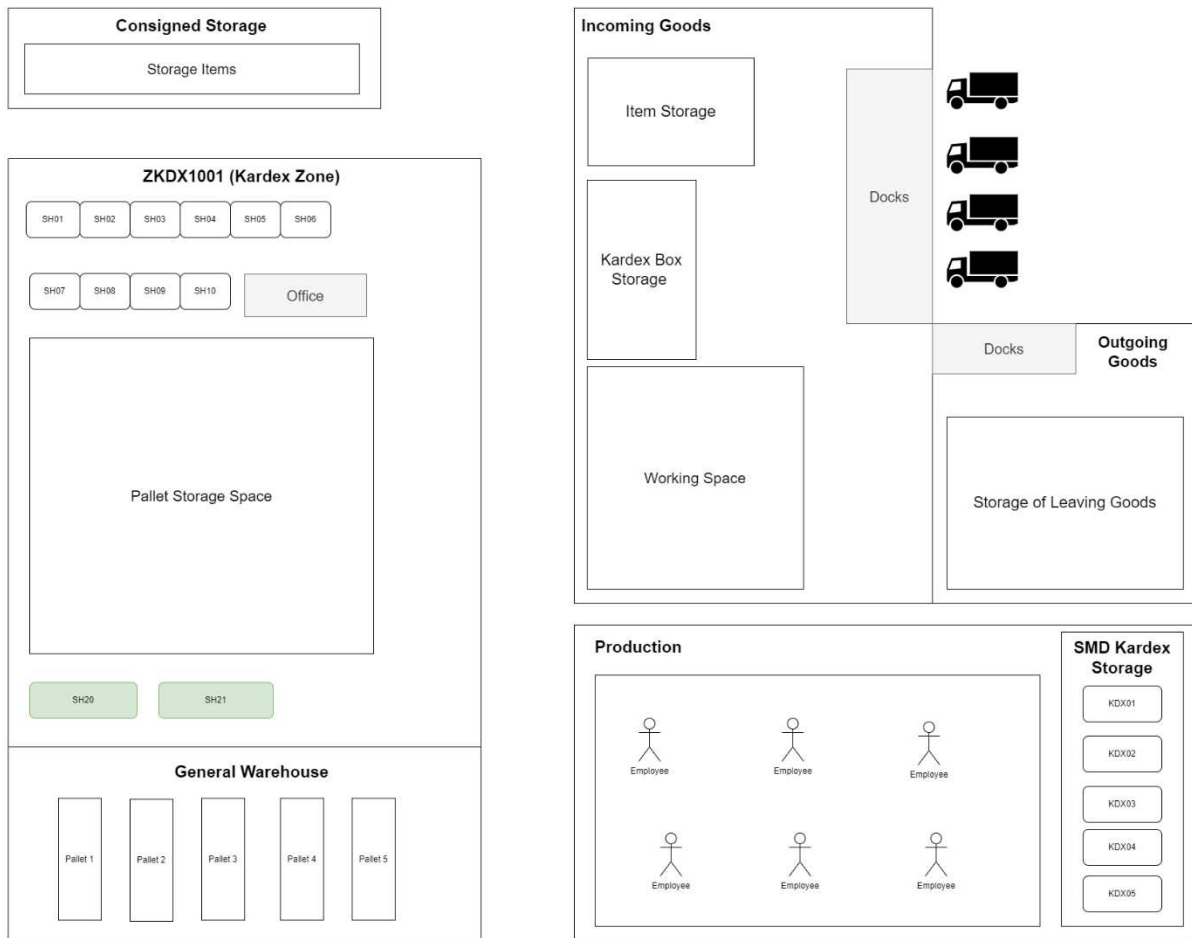 Consigned Storage
Storage Items
ZKDX1001 (Kardex Zone)
SH01 SH02 SH03 SH04 SH05 SH06
SH07 SH08 SH09 SH10 Office
Pallet Storage Space
SH20 SH21
General Warehouse
Pallet 1 Pallet 2 Pallet 3 Pallet 4 Pallet 5
Incoming Goods
Item Storage
Kardex Box
Storage
Working Space
Docks
Docks
Outgoing
Goods
Storage of Leaving Goods
Production
Employee Employee Employee
Employee Employee Employee
SMD Kardex
Storage
KDX01
KDX02
KDX03
KDX04
KDX05